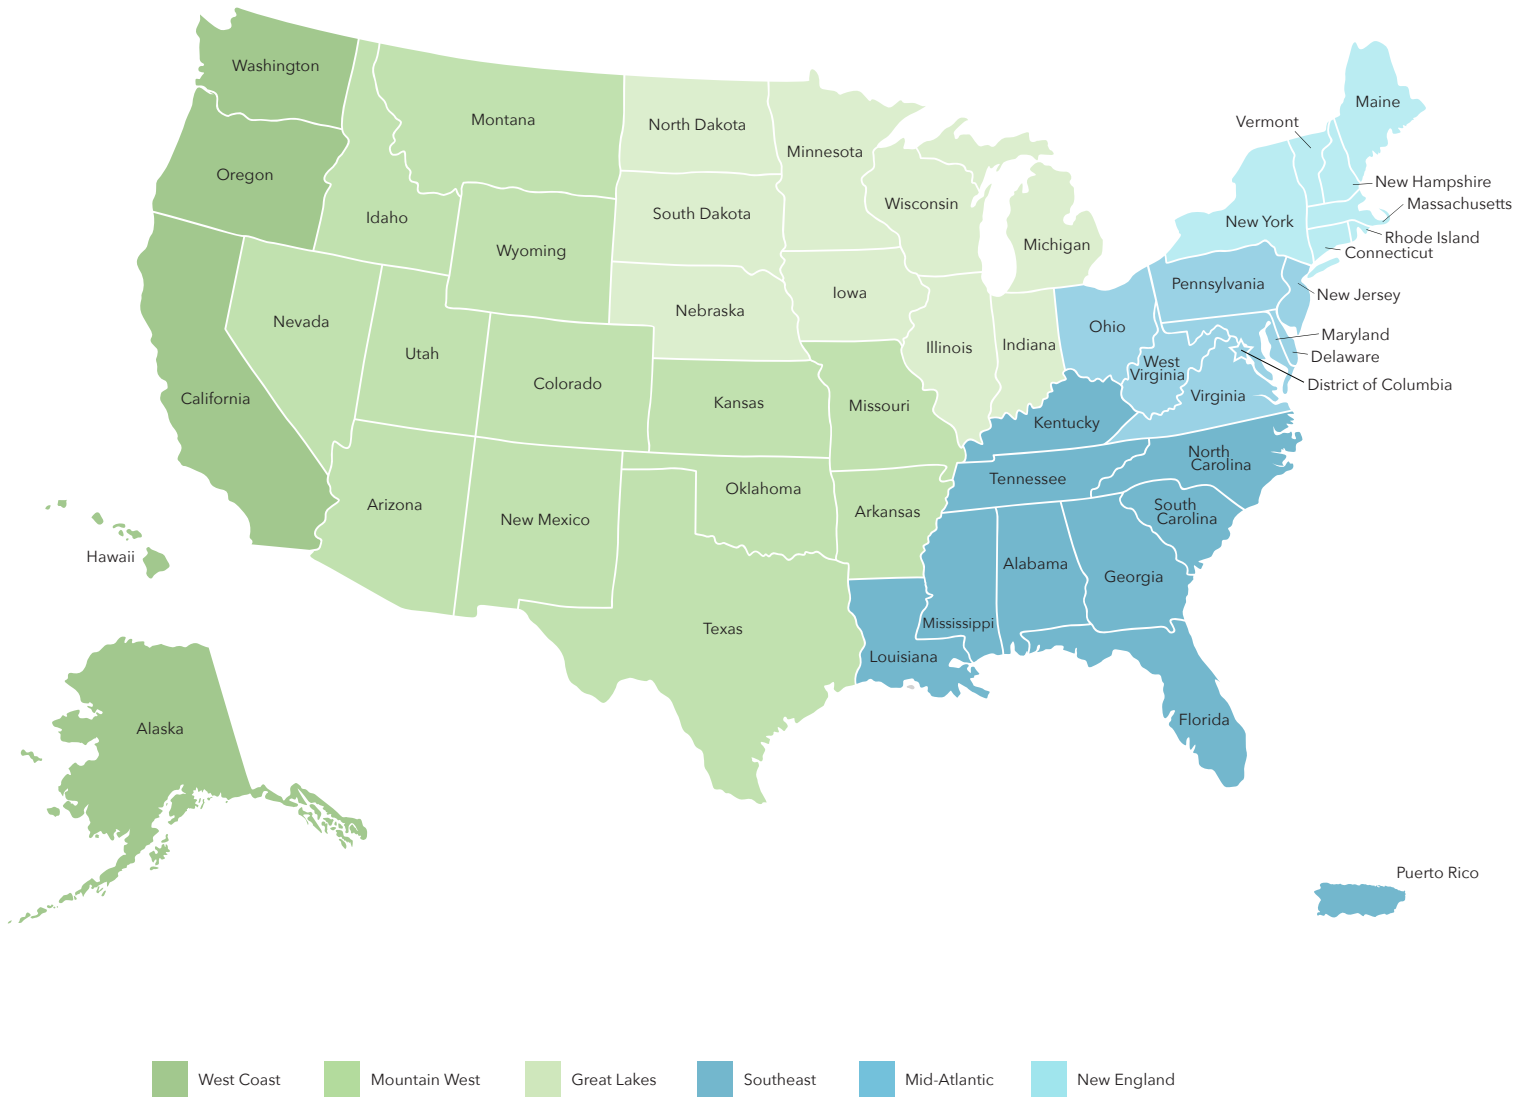 Washington
Montana
North Dakota
Minnesota
Maine
Vermont
Oregon
Idaho
South Dakota
Wisconsin
New Hampshire
Massachusetts
New York
Rhode Island
Michigan
Connecticut
Wyoming
Pennsylvania
Iowa
New Jersey
Nevada
Nebraska
Ohio
Maryland
Illinois
Indiana
Utah
Delaware
West
Virginia
Colorado
District of Columbia
California
Kansas
Missouri
Virginia
Kentucky
North
Carolina
Tennessee
Oklahoma
Arizona
New Mexico
Arkansas
South
Carolina
Hawaii
Alabama
Georgia
Mississippi
Texas
Louisiana
Florida
Alaska
Puerto Rico
West Coast
Mountain West
Great Lakes
Southeast
Mid-Atlantic
New England